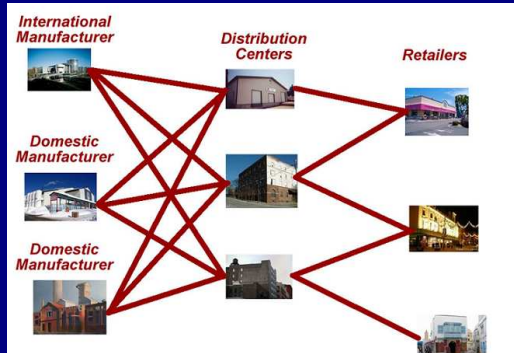 International
Manufacturer
Distribution
Centers
Retailers
Domestic
Manufacturer
Domestic
Manufacturer